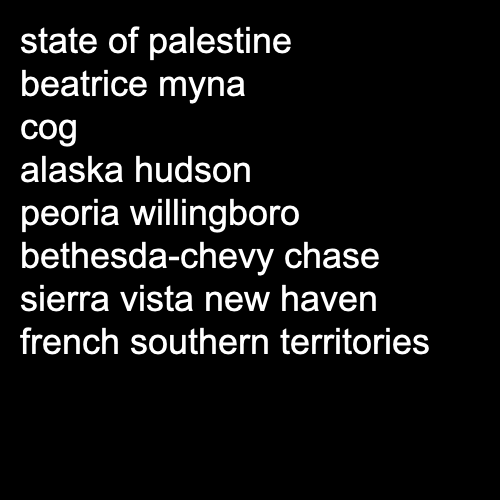 state of palestine
beatrice myna
cog
alaska hudson
peoria willingboro
bethesda-chevy chase
sierra vista new haven
french southern territories